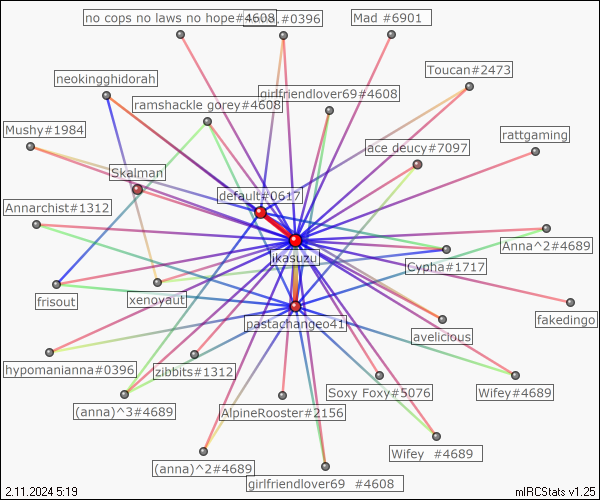 no cops no laws no hope#4608
#0396
Mad #6901
Toucan#2473
neokingghidorah
girlfriendlover69#4608
ramshackle gorey#4608
Mushy#1984
rattgaming
ace deucy#7097
Skalman
default#0617
Annarchist#1312
Anna^2#4689
likasuzu
Cypha#1717
frisout
xenoyaut
fakedingo
pastachangeo41
avelicious
hypomanianna#0396
zibbits#1312
Soxy Foxy#5076
Wifey#4689
(anna)^3#4689
AlpineRooster#2156
Wifey #4689
(anna)^2#4689
girlfriendlover69 #4608
2.11.2024 5:19
mIRCStats v1.25